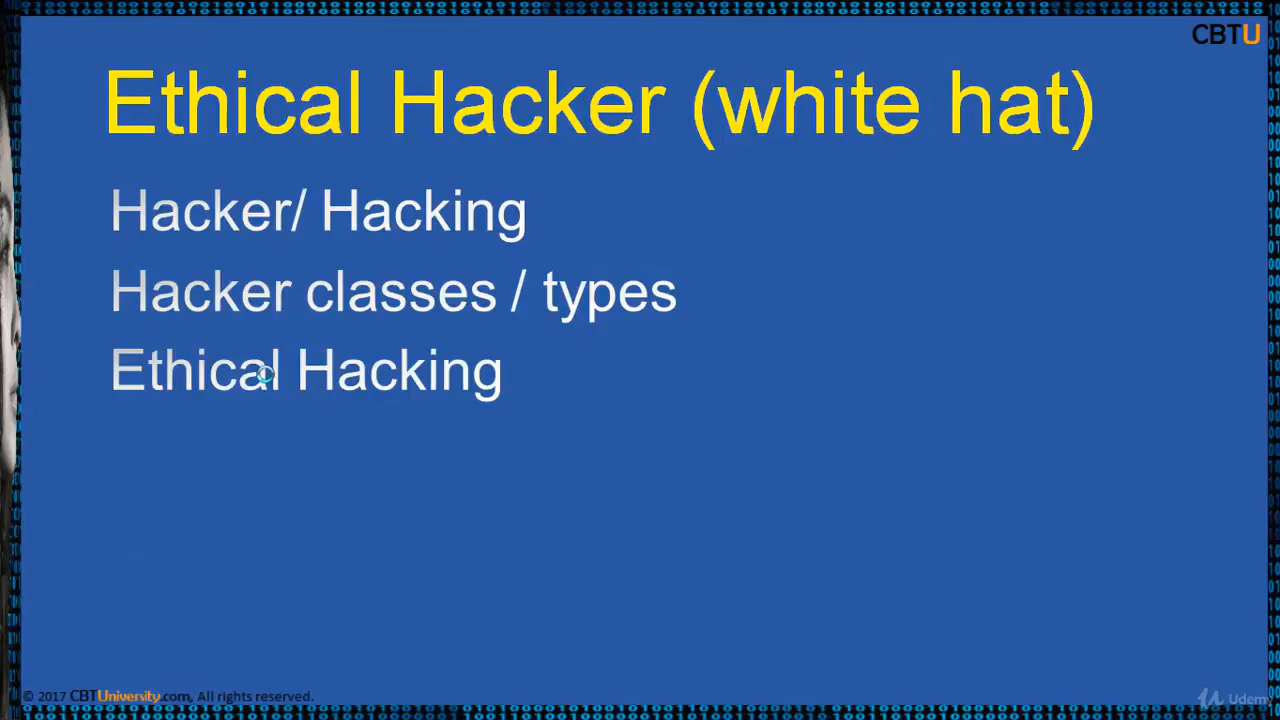 CBTU
Ethical Hacker (white hat)
Hacker/ Hacking
Hacker classes / types
Ethical Hacking
© 2017 CBTUniversity.com, All rights reserved.
Udemy